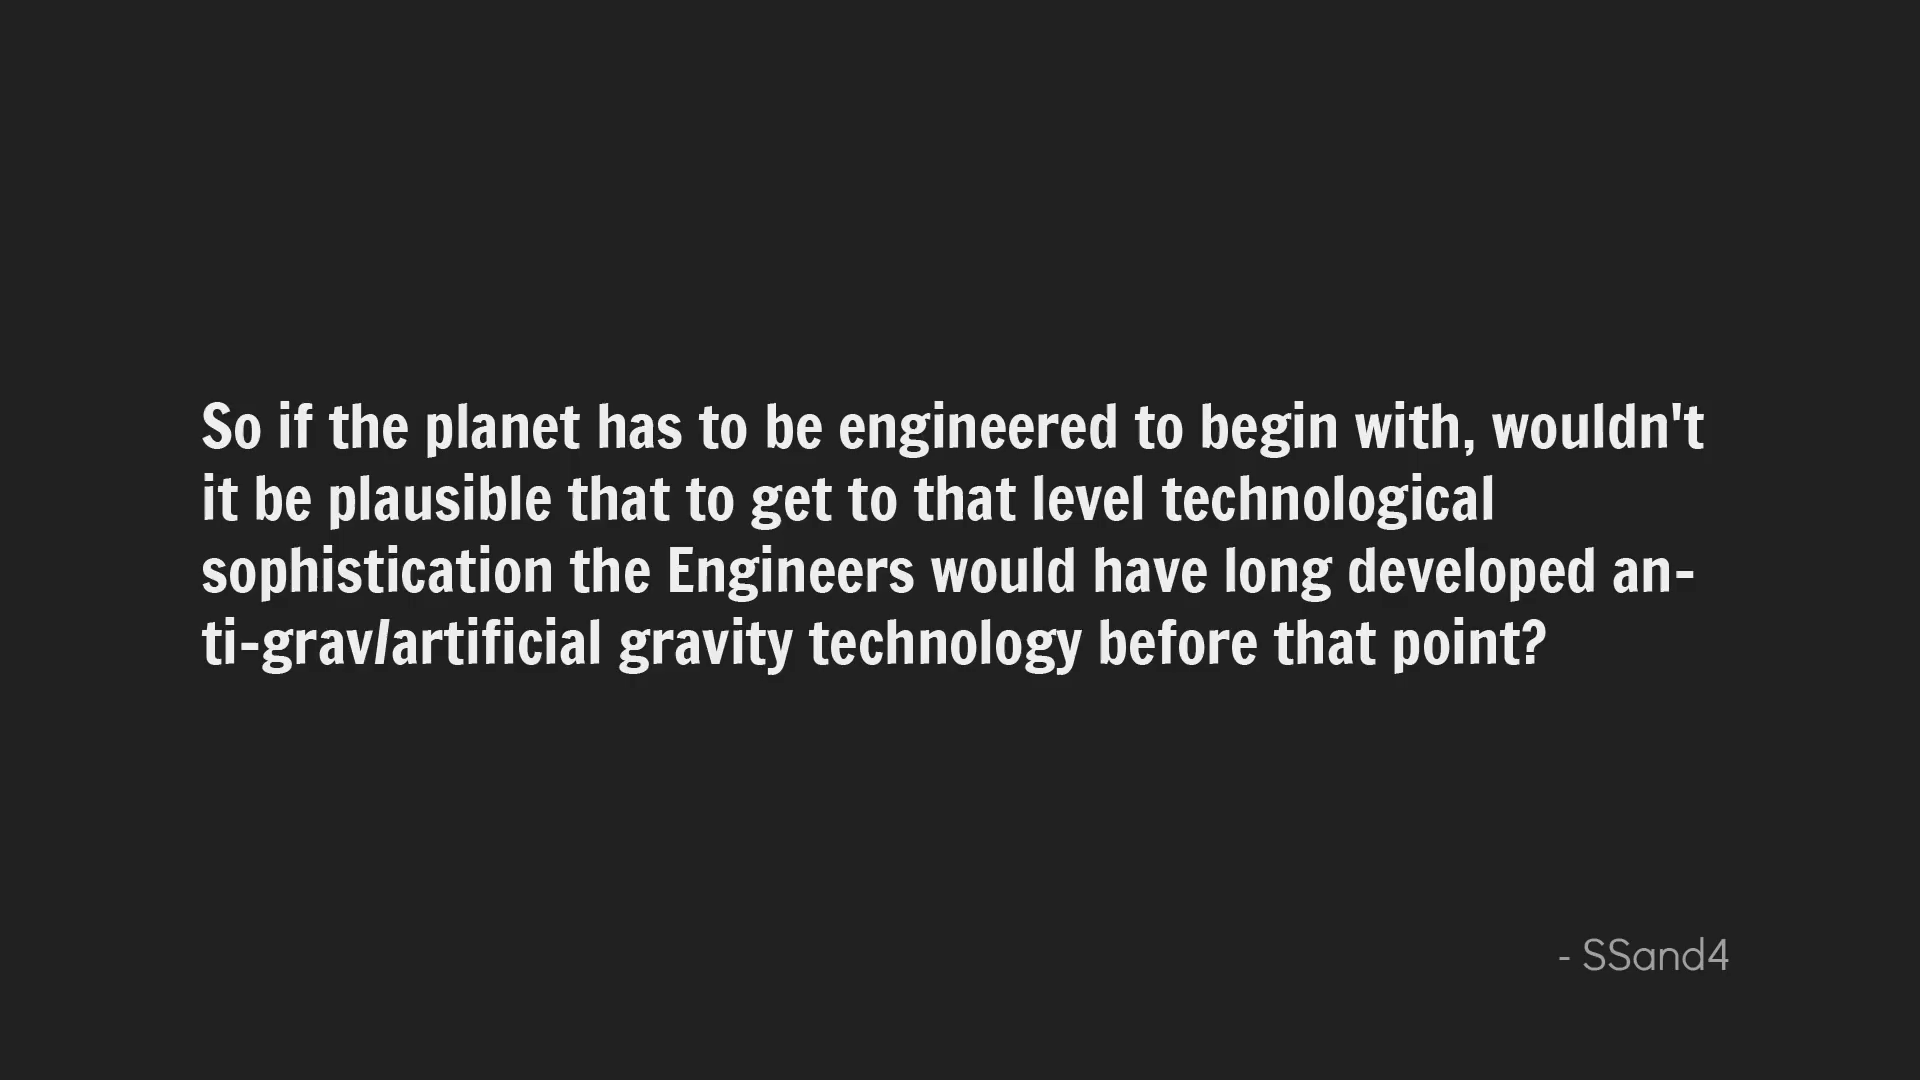 So if the planet has to be engineered to begin with, wouldn't
it be plausible that to get to that level technological
sophistication the Engineers would have long developed an-
ti-grav/artificial gravity technology before that point?
- SSand4